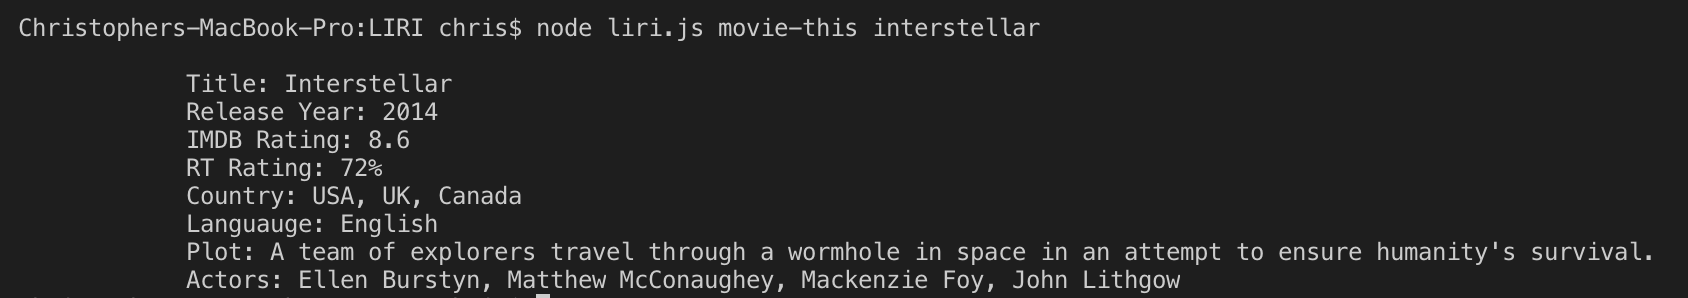 Christophers-MacBook-Pro:LIRI chris$ node liri.js movie-this interstellar
Title: Interstellar
Release Year: 2014
IMDB Rating: 8.6
RT Rating: 72%
Country: USA, UK, Canada
Languauge: English
Plot: A team of explorers travel through a wormhole in space in an attempt to ensure humanity's survival.
Actors: Ellen Burstyn, Matthew McConaughey, Mackenzie Foy, John Lithgow